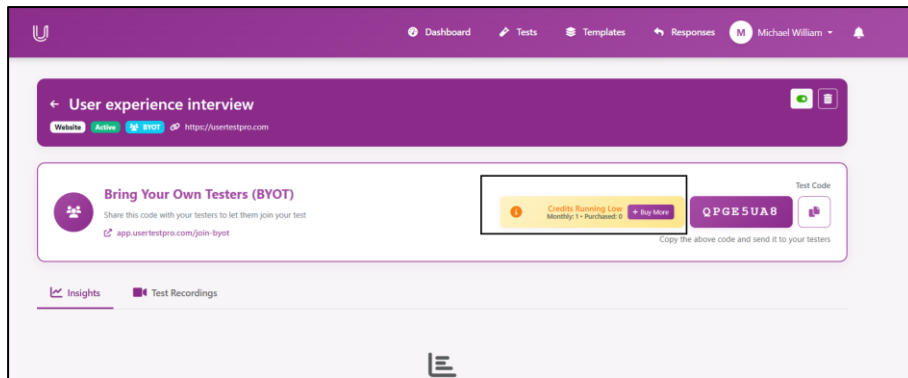 Dashboard Tests Templates Responses M Michael William
← User experience interview
Website Active BYOT https://usertestpro.com
Bring Your Own Testers (BYOT)
Share this code with your testers to let them join your test
app.usertestpro.com/join-byot
Credits Running Low
Monthly: 1 • Purchased: 0
+ Buy More
Test Code
QPGE5UA8
Copy the above code and send it to your testers
Insights Test Recordings